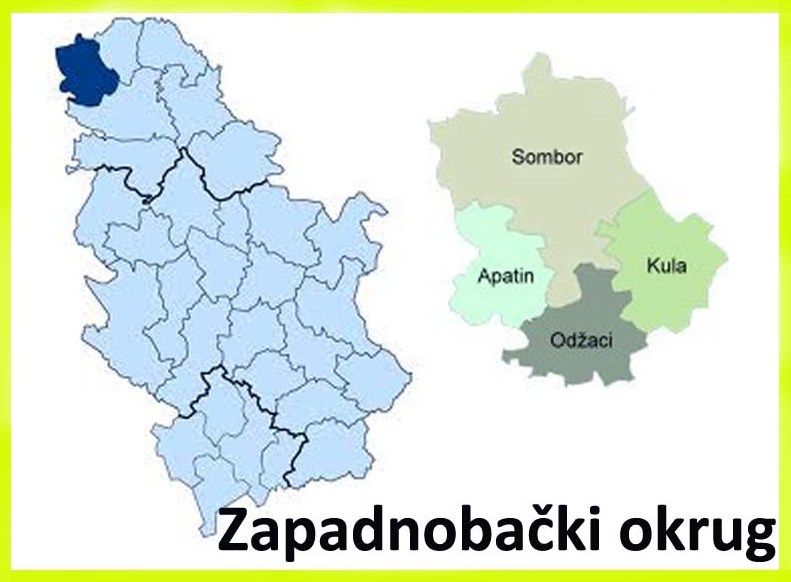 Sombor
Kula
Apatin
Odžaci
Zapadnobački okrug